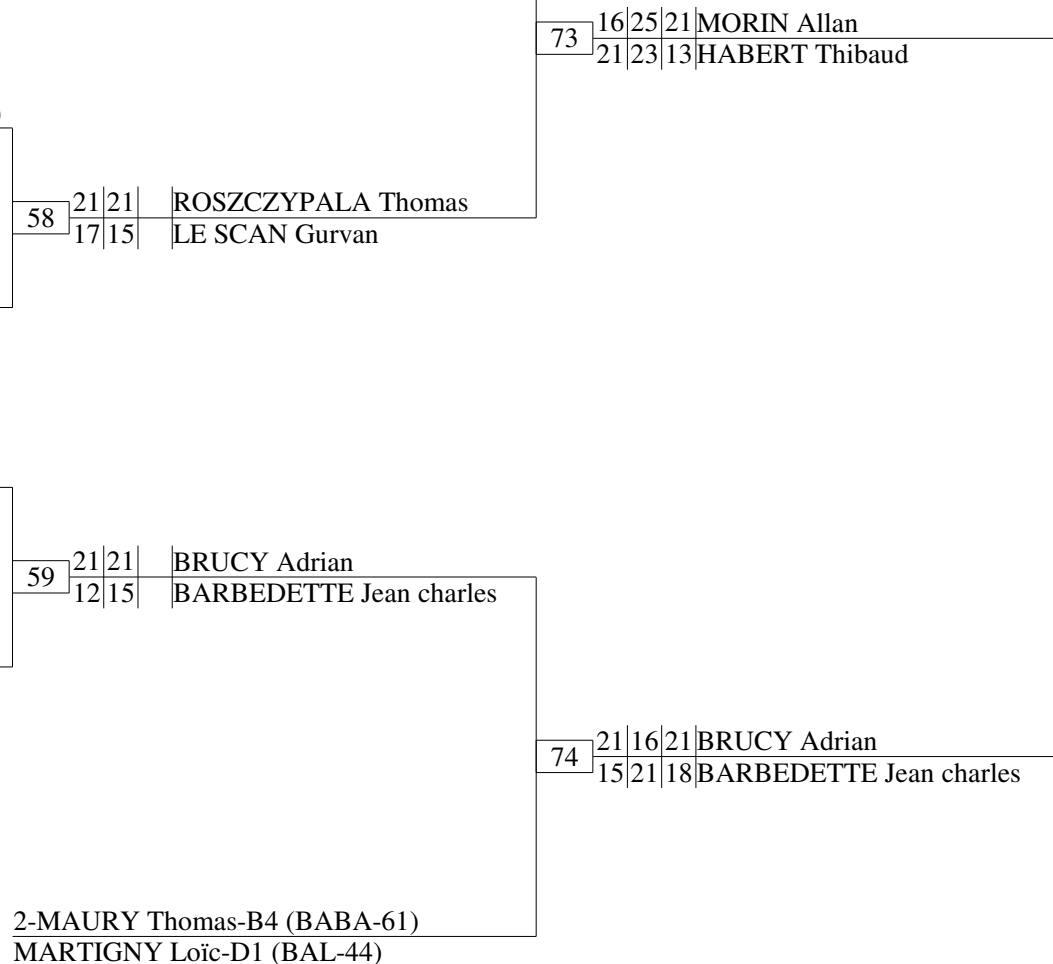 73 16 25 21 MORIN Allan
21 23 13 HABERT Thibaud
58 21 21 ROSZCZYPALA Thomas
17 15 LE SCAN Gurvan
59 21 21 BRUCY Adrian
12 15 BARBEDETTE Jean charles
74 21 16 21 BRUCY Adrian
15 21 18 BARBEDETTE Jean charles
2-MAURY Thomas-B4 (BABA-61)
MARTIGNY Loïc-D1 (BAL-44)